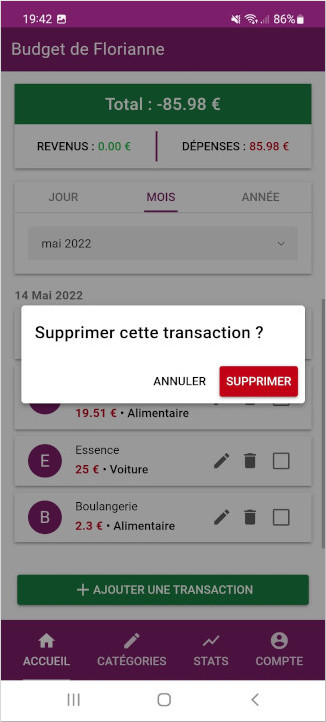 19:42 86%
Budget de Florianne
Total : -85.98 €
REVENUS : 0.00 € DÉPENSES : 85.98 €
JOUR MOIS ANNÉE
mai 2022
14 Mai 2022
Supprimer cette transaction ?
ANNULER SUPPRIMER
19.51 € • Alimentaire
E
Essence
25 € • Voiture
B
Boulangerie
2.3 € • Alimentaire
AJOUTER UNE TRANSACTION
ACCUEIL CATÉGORIES STATS COMPTE